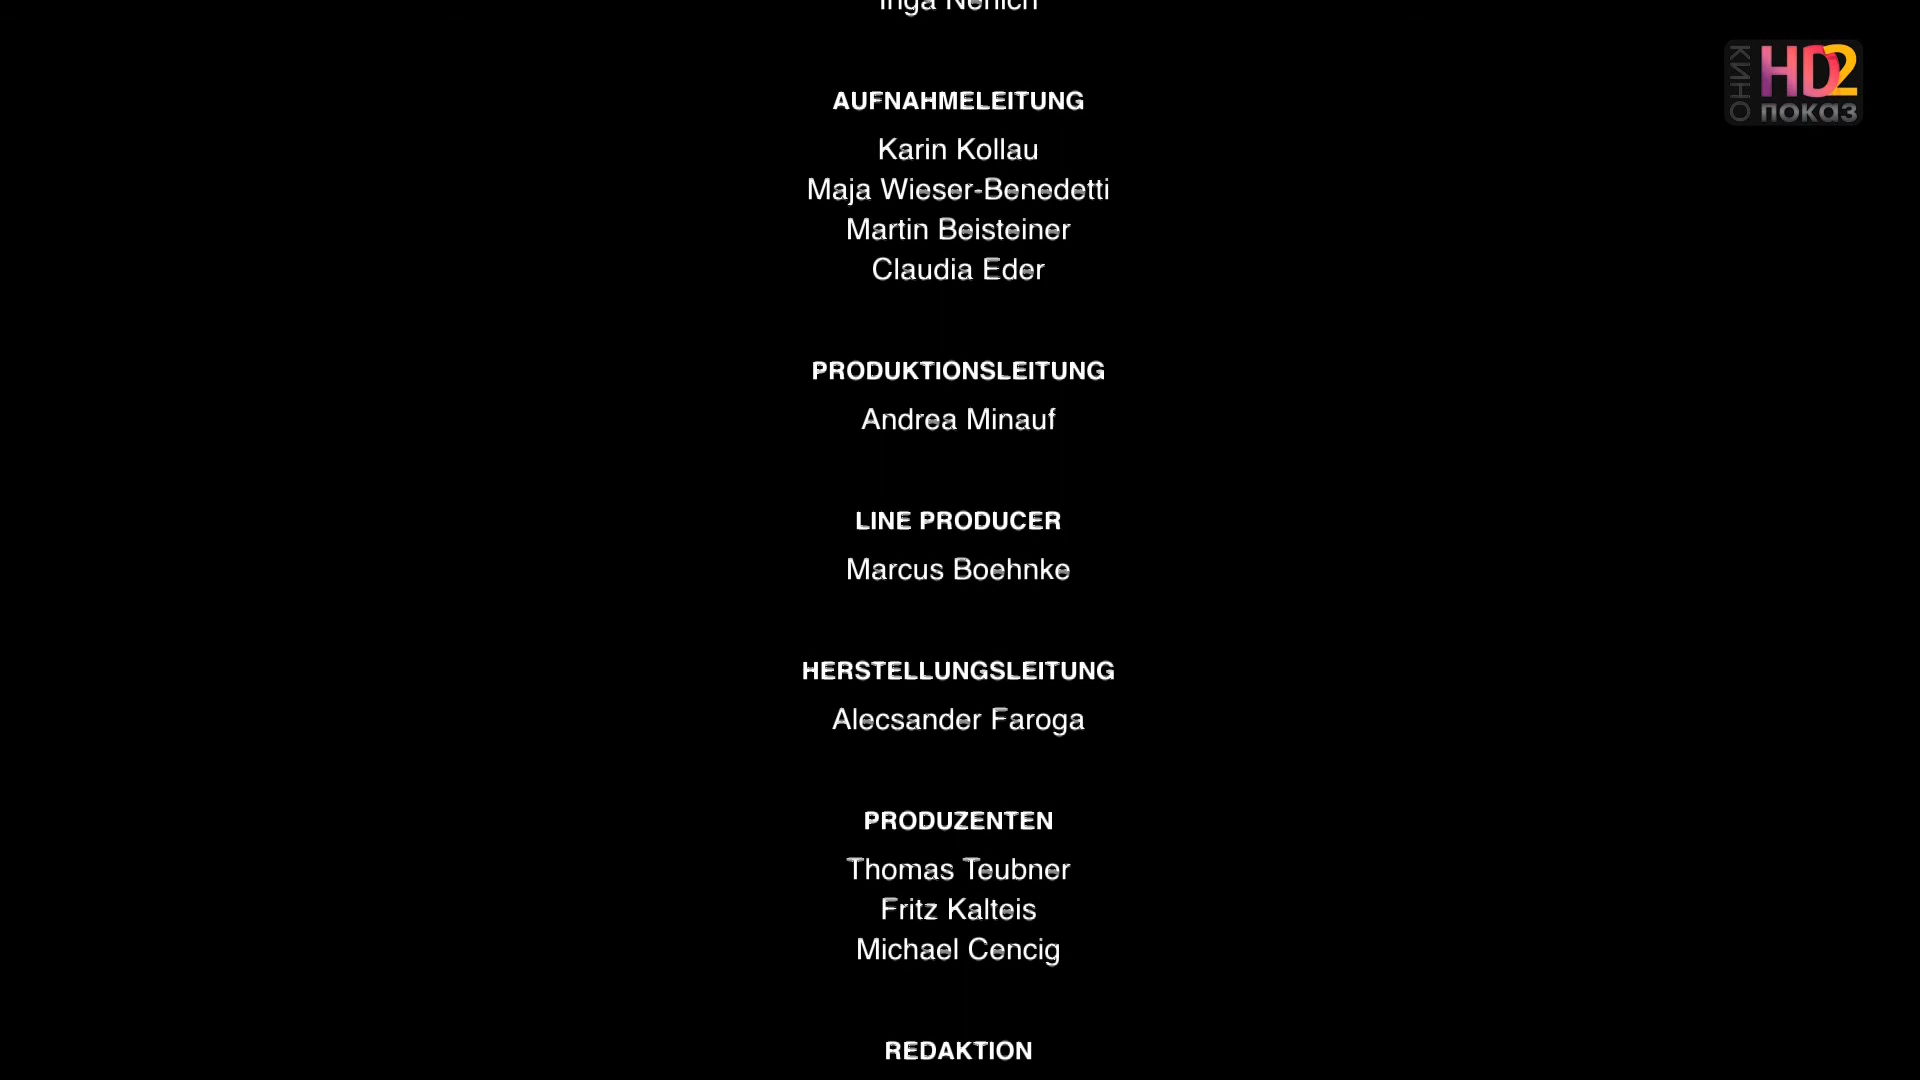 AUFNAHMELEITUNG
Karin Kollau
Maja Wieser-Benedetti
Martin Beisteiner
Claudia Eder
PRODUKTIONSLEITUNG
Andrea Minauf
LINE PRODUCER
Marcus Boehnke
HERSTELLUNGSLEITUNG
Alecsander Faroga
PRODUZENTEN
Thomas Teubner
Fritz Kalteis
Michael Cencig
REDAKTION
КИНО
HD2
показ